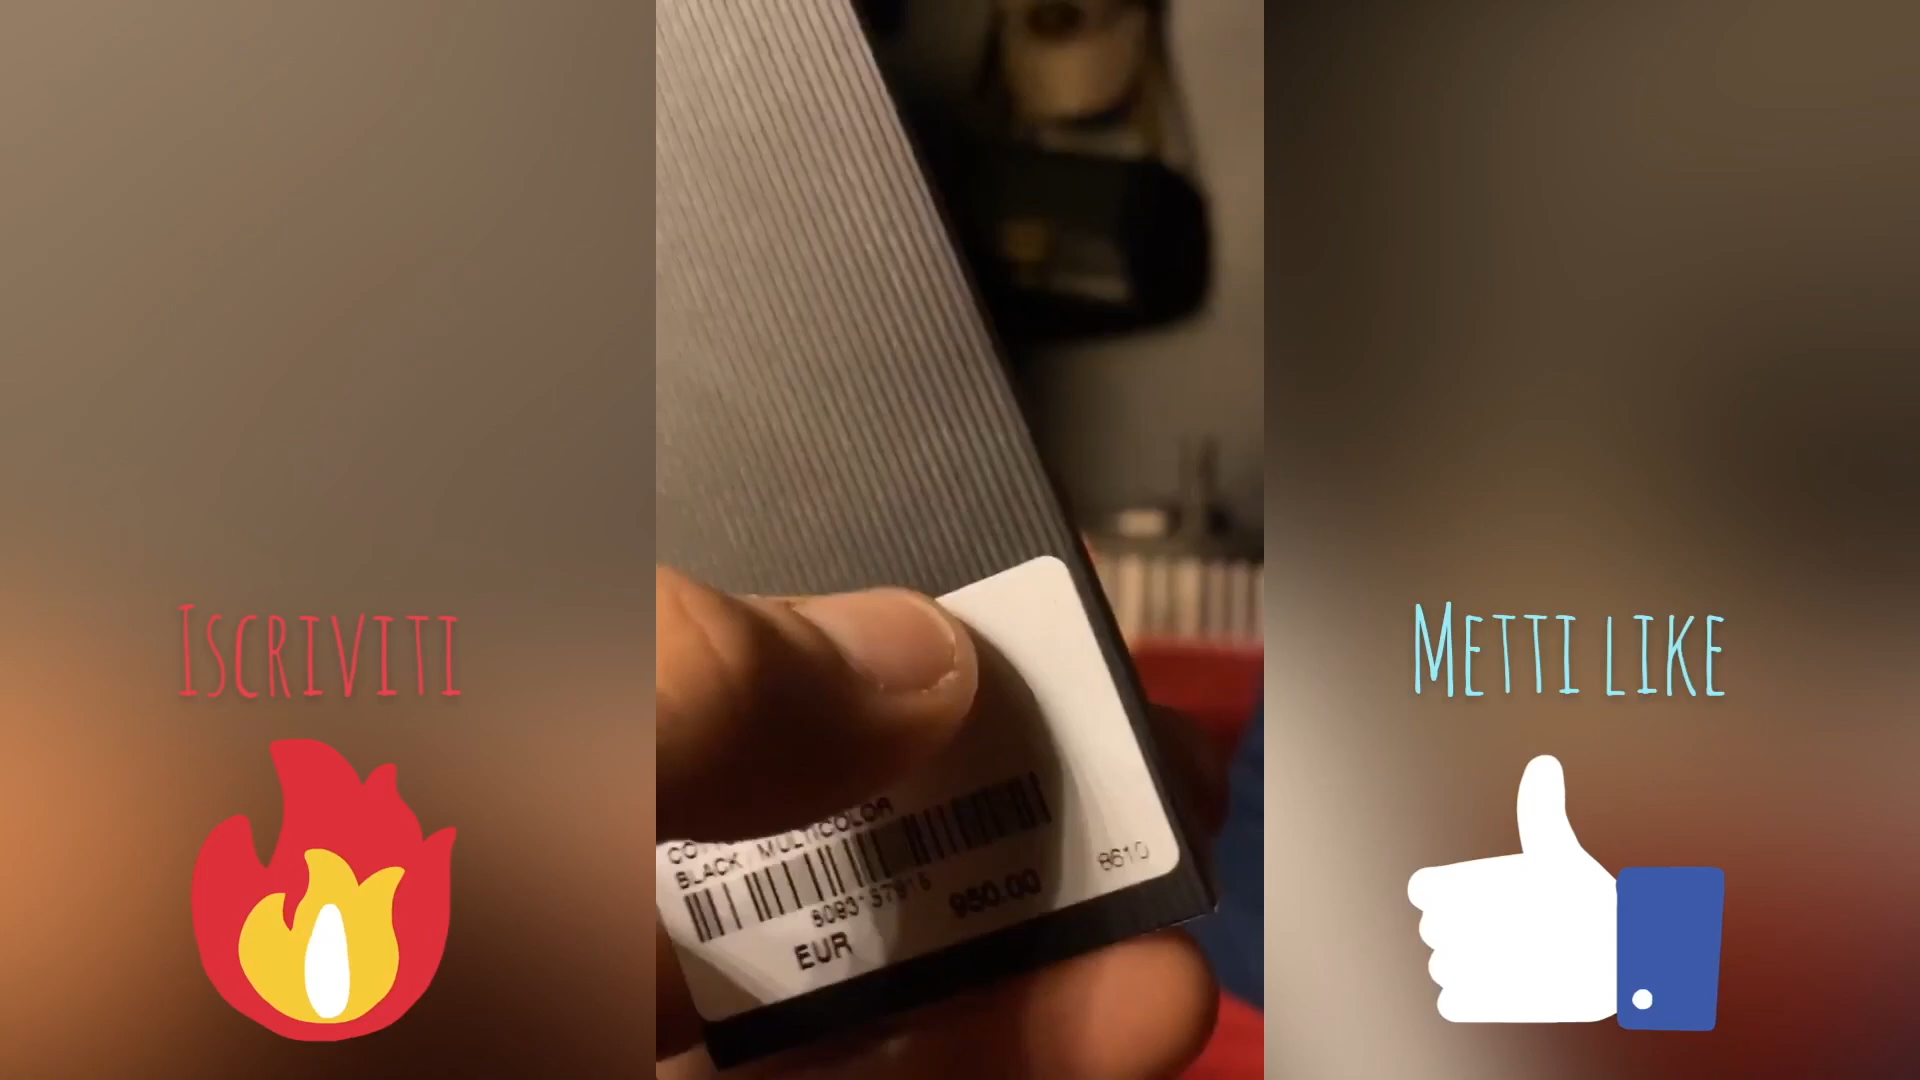 Iscriviti
Metti like
BLACK / MULTICOLOR
8610
950.00
EUR